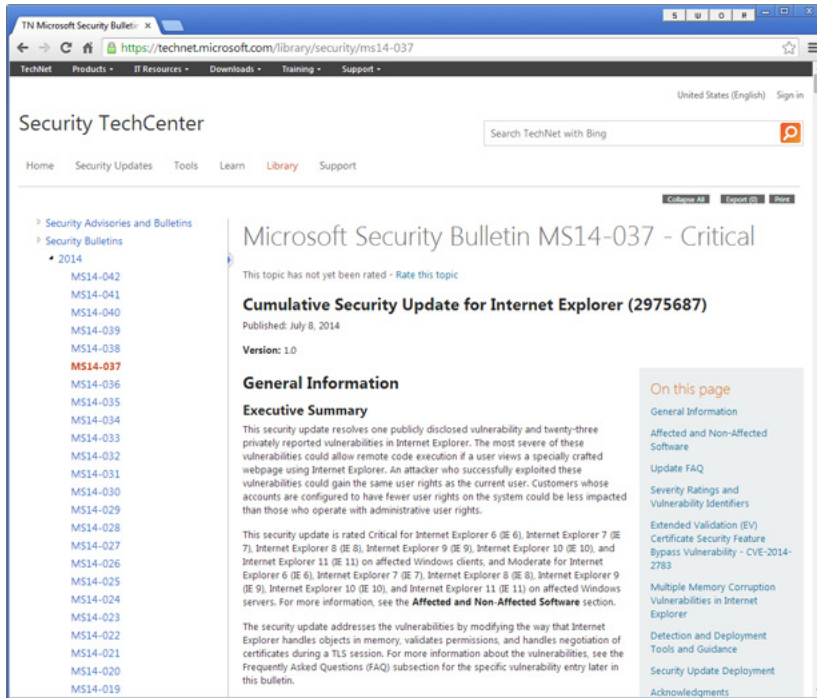 TN Microsoft Security Bulletin
S U O R
https://technet.microsoft.com/library/security/ms14-037
TechNet Products IT Resources Downloads Training Support
United States (English) Sign in
Security TechCenter
Search TechNet with Bing
Home Security Updates Tools Learn Library Support
Collapse All Export (0) Print
Security Advisories and Bulletins
Security Bulletins
2014
MS14-042
MS14-041
MS14-040
MS14-039
MS14-038
MS14-037
MS14-036
MS14-035
MS14-034
MS14-033
MS14-032
MS14-031
MS14-030
MS14-029
MS14-028
MS14-027
MS14-026
MS14-025
MS14-024
MS14-023
MS14-022
MS14-021
MS14-020
MS14-019
Microsoft Security Bulletin MS14-037 - Critical
This topic has not yet been rated - Rate this topic
Cumulative Security Update for Internet Explorer (2975687)
Published: July 8, 2014
Version: 1.0
General Information
Executive Summary
This security update resolves one publicly disclosed vulnerability and twenty-three
privately reported vulnerabilities in Internet Explorer. The most severe of these
vulnerabilities could allow remote code execution if a user views a specially crafted
webpage using Internet Explorer. An attacker who successfully exploited these
vulnerabilities could gain the same user rights as the current user. Customers whose
accounts are configured to have fewer user rights on the system could be less impacted
than those who operate with administrative user rights.
This security update is rated Critical for Internet Explorer 6 (IE 6), Internet Explorer 7 (IE
7), Internet Explorer 8 (IE 8), Internet Explorer 9 (IE 9), Internet Explorer 10 (IE 10), and
Internet Explorer 11 (IE 11) on affected Windows clients, and Moderate for Internet
Explorer 6 (IE 6), Internet Explorer 7 (IE 7), Internet Explorer 8 (IE 8), Internet Explorer 9
(IE 9), Internet Explorer 10 (IE 10), and Internet Explorer 11 (IE 11) on affected Windows
servers. For more information, see the Affected and Non-Affected Software section.
The security update addresses the vulnerabilities by modifying the way that Internet
Explorer handles objects in memory, validates permissions, and handles negotiation of
certificates during a TLS session. For more information about the vulnerabilities, see the
Frequently Asked Questions (FAQ) subsection for the specific vulnerability entry later in
this bulletin.
On this page
General Information
Affected and Non-Affected
Software
Update FAQ
Severity Ratings and
Vulnerability Identifiers
Extended Validation (EV)
Certificate Security Feature
Bypass Vulnerability - CVE-2014-
2783
Multiple Memory Corruption
Vulnerabilities in Internet
Explorer
Detection and Deployment
Tools and Guidance
Security Update Deployment
Acknowledgments